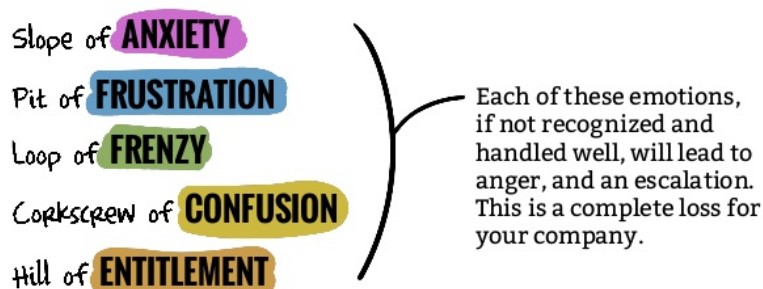 Slope of ANXIETY
Pit of FRUSTRATION
Loop of FRENZY
Corkscrew of CONFUSION
Hill of ENTITLEMENT
Each of these emotions,
if not recognized and
handled well, will lead to
anger, and an escalation.
This is a complete loss for
your company.